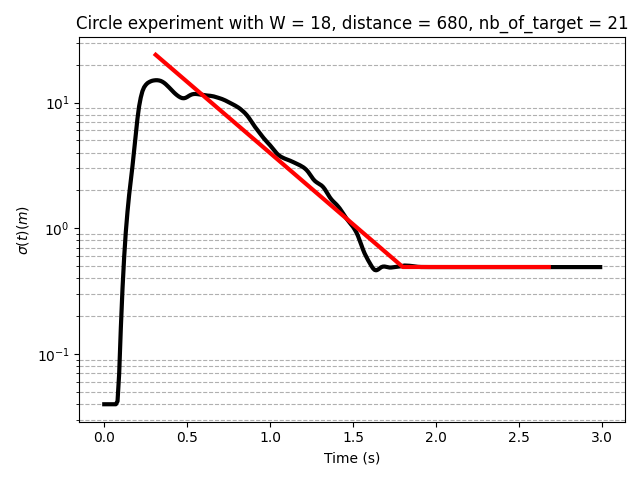 Circle experiment with W = 18, distance = 680, nb_of_target = 21
σ(t)(m)
10¹
10⁰
10⁻¹
0.0 0.5 1.0 1.5 2.0 2.5 3.0
Time (s)